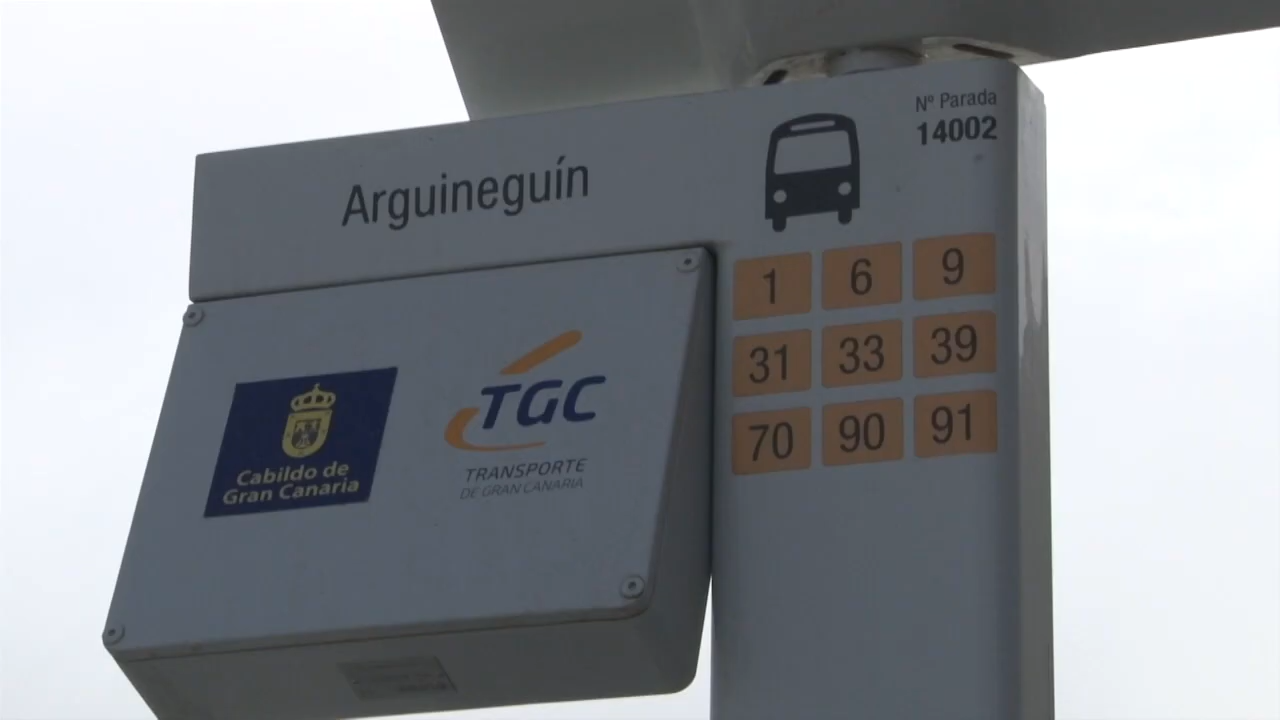 Arguineguín
Nº Parada
14002
1 6 9
31 33 39
70 90 91
Cabildo de
Gran Canaria
TGC
TRANSPORTE
DE GRAN CANARIA